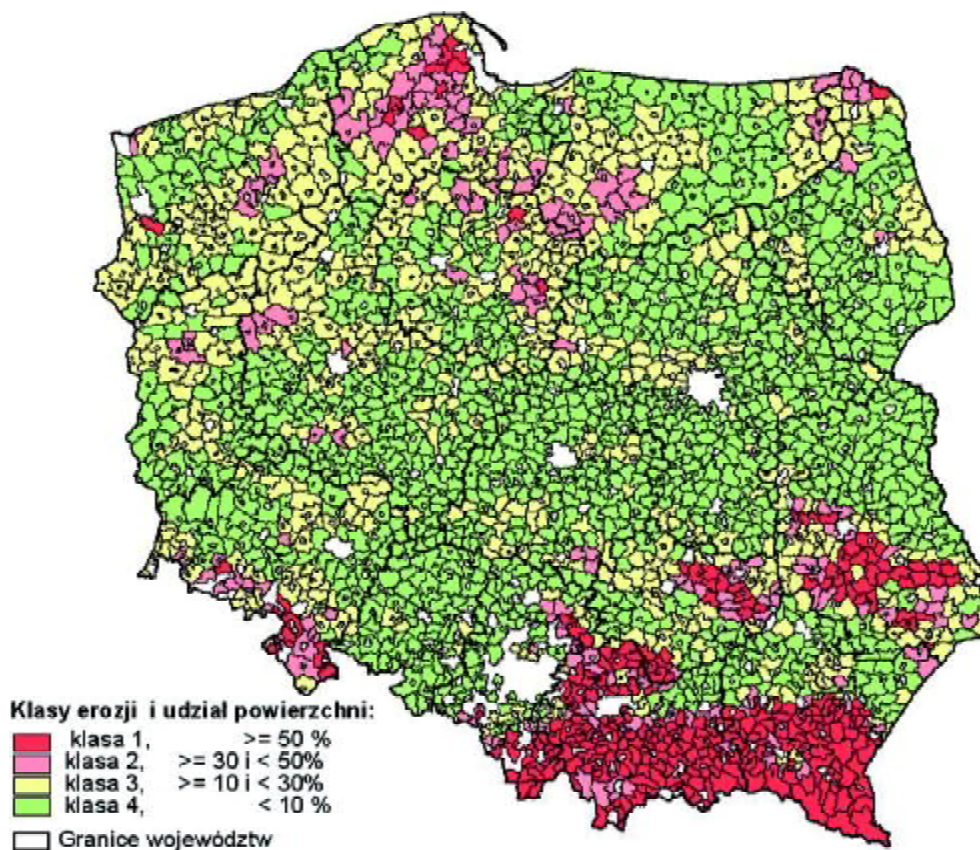 Klasy erozji i udział powierzchni:
klasa 1, >= 50 %
klasa 2, >= 30 i < 50%
klasa 3, >= 10 i < 30%
klasa 4, < 10 %
Granice województw